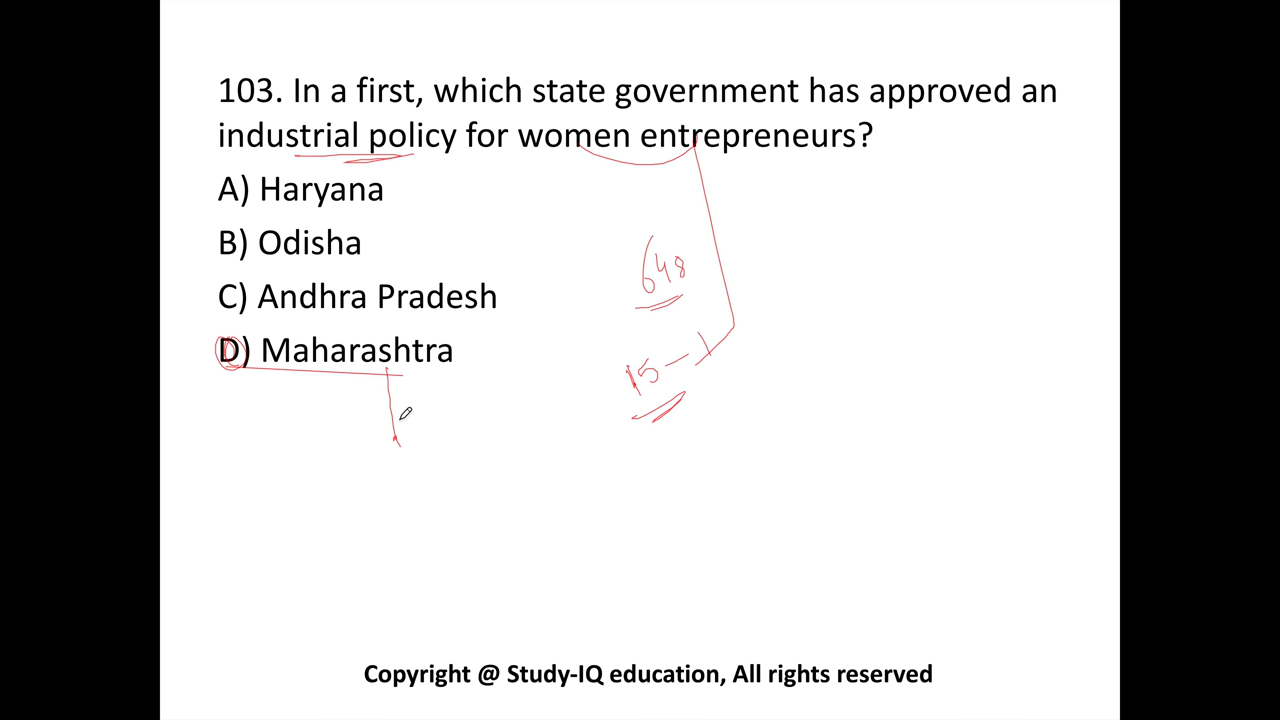 103. In a first, which state government has approved an
industrial policy for women entrepreneurs?
A) Haryana
B) Odisha
C) Andhra Pradesh
648
D) Maharashtra
15 –
Copyright @ Study-IQ education, All rights reserved